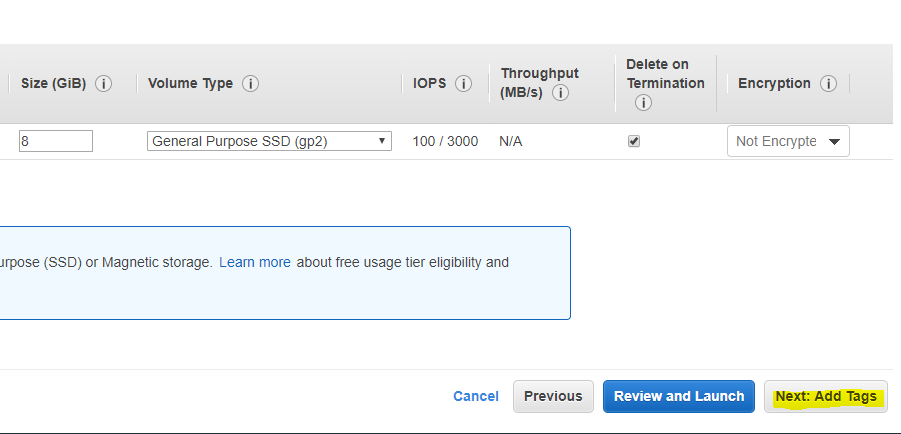 Size (GiB) i Volume Type i IOPS i Throughput (MB/s) i Delete on Termination i Encryption i
8 General Purpose SSD (gp2) 100 / 3000 N/A Not Encrypte
urpose (SSD) or Magnetic storage. Learn more about free usage tier eligibility and
Cancel Previous Review and Launch Next: Add Tags